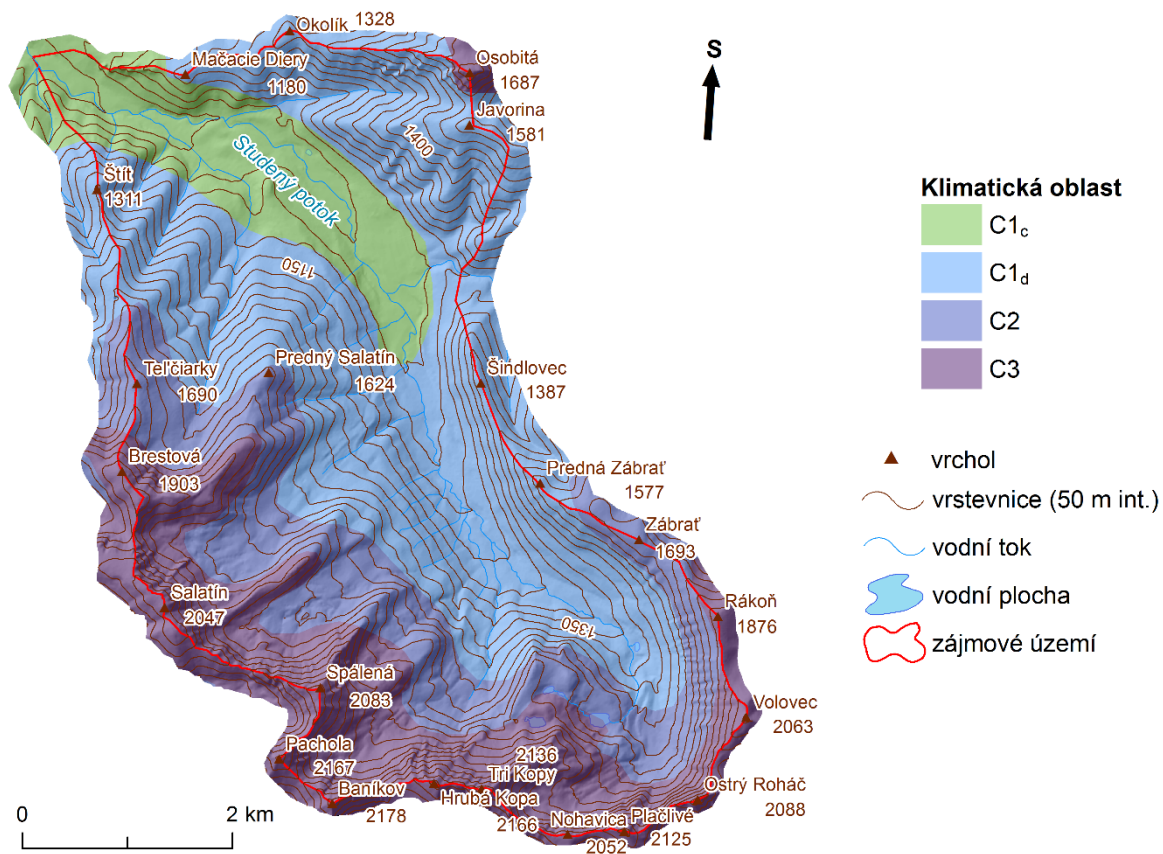 Okolík 1328
Mačacie Diery
1180
Osobitá
1687
Javorina
1581
1400
S
Štít
1311
Studený potok
1150
Teľčiarky
1690
Predný Salatín
1624
Šindlovec
1387
Brestová
1903
Predná Zábrať
1577
Zábrať
1693
Salatín
2047
Rákoň
1876
1350
Spálená
2083
Volovec
2063
Pachola
2167
2136
Tri Kopy
Baníkov
2178
Hrubá Kopa
2166
Ostrý Roháč
2088
Nohavica
2052
Plačlivé
2125
0 2 km
Klimatická oblast
C1c
C1d
C2
C3
vrchol
vrstevnice (50 m int.)
vodní tok
vodní plocha
zájmové území